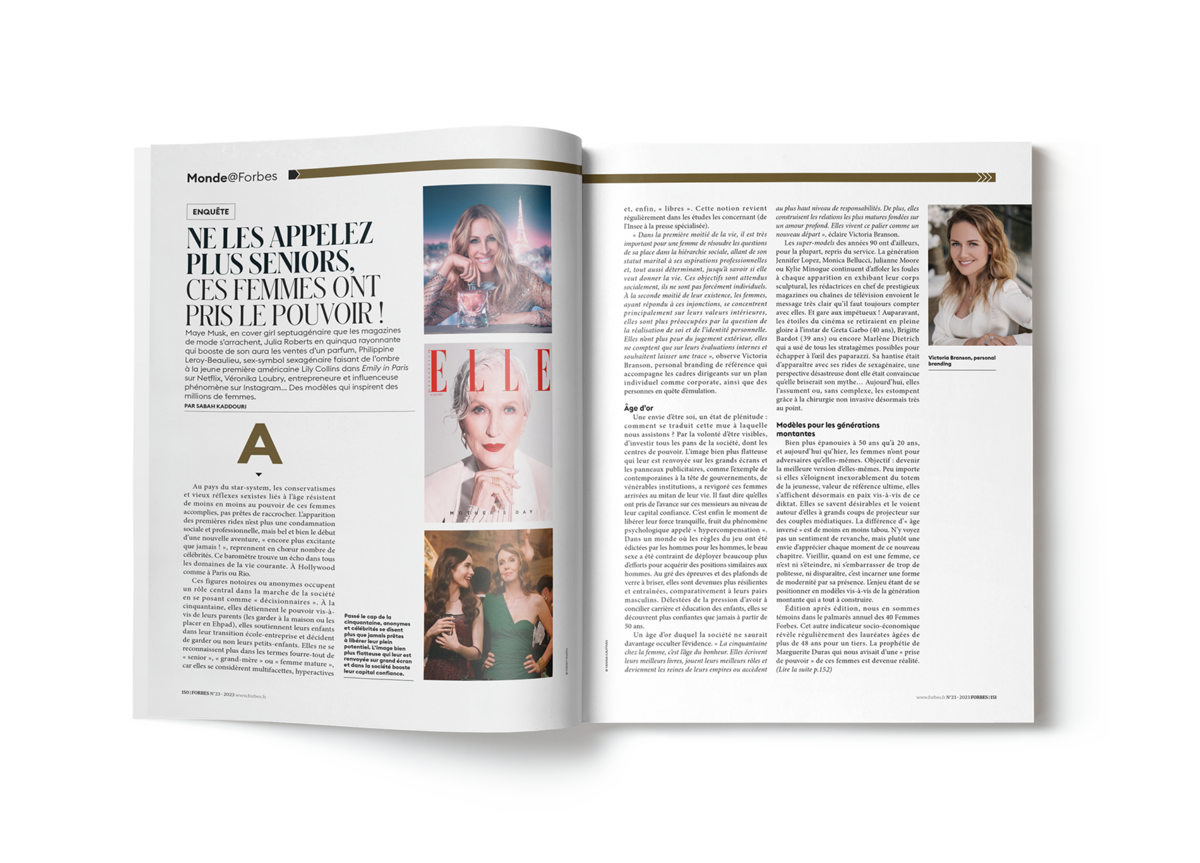 Monde@Forbes
ENQUÊTE
NE LES APPELEZ
PLUS SENIORS,
CES FEMMES ONT
PRIS LE POUVOIR !
Maye Musk, en cover girl septuagénaire que les magazines
de mode s'arrachent, Julia Roberts en quinqua rayonnante
qui booste de son aura les ventes d'un parfum, Philippine
Leroy-Beaulieu, sex-symbol sexagénaire faisant de l'ombre
à la jeune première américaine Lily Collins dans Emily in Paris
sur Netflix, Véronika Loubry, entrepreneure et influenceuse
phénomène sur Instagram... Des modèles qui inspirent des
millions de femmes.
PAR SABAH KADDOURI
A
Au pays du star-system, les conservatismes
et vieux réflexes sexistes liés à l'âge résistent
de moins en moins au pouvoir de ces femmes
accomplies, pas prêtes de raccrocher. L'apparition
des premières rides n'est plus une condamnation
sociale et professionnelle, mais bel et bien le début
d'une nouvelle aventure, « encore plus excitante
que jamais ! », reprennent en chœur nombre de
célébrités. Ce baromètre trouve un écho dans tous
les domaines de la vie courante. À Hollywood
comme à Paris ou Rio.
Ces figures notoires ou anonymes occupent
un rôle central dans la marche de la société
en se posant comme « décisionnaires ». À la
cinquantaine, elles détiennent le pouvoir vis-à-
vis de leurs parents (les garder à la maison ou les
placer en Ehpad), elles soutiennent leurs enfants
dans leur transition école-entreprise et décident
de garder ou non leurs petits-enfants. Elles ne se
reconnaissent plus dans les termes fourre-tout de
« senior », « grand-mère » ou « femme mature »,
car elles se considèrent multifacettes, hyperactives
ELLE
MOTHER'S DAY
Passé le cap de la
cinquantaine, anonymes
et célébrités se disent
plus que jamais prêtes
à libérer leur plein
potentiel. L'image bien
plus flatteuse qui leur est
renvoyée sur grand écran
et dans la société booste
leur capital confiance.
150 | FORBES N°23 - 2023 www.forbes.fr
et, enfin, « libres ». Cette notion revient
régulièrement dans les études les concernant (de
l'Insee à la presse spécialisée).
« Dans la première moitié de la vie, il est très
important pour une femme de résoudre les questions
de sa place dans la hiérarchie sociale, allant de son
statut marital à ses aspirations professionnelles
et, tout aussi déterminant, jusqu'à savoir si elle
veut donner la vie. Ces objectifs sont attendus
socialement, ils ne sont pas forcément individuels.
À la seconde moitié de leur existence, les femmes,
ayant répondu à ces injonctions, se concentrent
principalement sur leurs valeurs intérieures,
elles sont plus préoccupées par la question de
la réalisation de soi et de l'identité personnelle.
Elles n'ont plus peur du jugement extérieur, elles
ne comptent que sur leurs évaluations internes et
souhaitent laisser une trace », observe Victoria
Branson, personal branding de référence qui
accompagne les cadres dirigeants sur un plan
individuel comme corporate, ainsi que des
personnes en quête d'émulation.
Âge d'or
Une envie d'être soi, un état de plénitude :
comment se traduit cette mue à laquelle
nous assistons ? Par la volonté d'être visibles,
d'investir tous les pans de la société, dont les
centres de pouvoir. L'image bien plus flatteuse
qui leur est renvoyée sur les grands écrans et
les panneaux publicitaires, comme l'exemple de
contemporaines à la tête de gouvernements, de
vénérables institutions, a revigoré ces femmes
arrivées au mitan de leur vie. Il faut dire qu'elles
ont pris de l'avance sur ces messieurs au niveau de
leur capital confiance. C'est enfin le moment de
libérer leur force tranquille, fruit du phénomène
psychologique appelé « hypercompensation ».
Dans un monde où les règles du jeu ont été
édictées par les hommes pour les hommes, le beau
sexe a été contraint de déployer beaucoup plus
d'efforts pour acquérir des positions similaires aux
hommes. Au gré des épreuves et des plafonds de
verre à briser, elles sont devenues plus résilientes
et entraînées, comparativement à leurs pairs
masculins. Délestées de la pression d'avoir à
concilier carrière et éducation des enfants, elles se
découvrent plus confiantes que jamais à partir de
50 ans.
Un âge d'or duquel la société ne saurait
davantage occulter l'évidence. « La cinquantaine
chez la femme, c'est l'âge du bonheur. Elles écrivent
leurs meilleurs livres, jouent leurs meilleurs rôles et
deviennent les reines de leurs empires ou accèdent
au plus haut niveau de responsabilités. De plus, elles
construisent les relations les plus matures fondées sur
un amour profond. Elles vivent ce palier comme un
nouveau départ », éclaire Victoria Branson.
Les super-models des années 90 ont d'ailleurs,
pour la plupart, repris du service. La génération
Jennifer Lopez, Monica Bellucci, Julianne Moore
ou Kylie Minogue continuent d'affoler les foules
à chaque apparition en exhibant leur corps
sculptural, les rédactrices en chef de prestigieux
magazines ou chaînes de télévision envoient le
message très clair qu'il faut toujours compter
avec elles. Et gare aux impétueux ! Auparavant,
les étoiles du cinéma se retiraient en pleine
gloire à l'instar de Greta Garbo (40 ans), Brigitte
Bardot (39 ans) ou encore Marlène Dietrich
qui a usé de tous les stratagèmes possibles pour
échapper à l'œil des paparazzi. Sa hantise était
d'apparaître avec ses rides de sexagénaire, une
perspective désastreuse dont elle était convaincue
qu'elle briserait son mythe... Aujourd'hui, elles
l'assument ou, sans complexe, les estompent
grâce à la chirurgie non invasive désormais très
au point.
Modèles pour les générations
montantes
Bien plus épanouies à 50 ans qu'à 20 ans,
et aujourd'hui qu'hier, les femmes n'ont pour
adversaires qu'elles-mêmes. Objectif : devenir
la meilleure version d'elles-mêmes. Peu importe
si elles s'éloignent inexorablement du totem
de la jeunesse, valeur de référence ultime, elles
s'affichent désormais en paix vis-à-vis de ce
diktat. Elles se savent désirables et le voient
autour d'elles à grands coups de projecteur sur
des couples médiatiques. La différence d'« âge
inversé » est de moins en moins tabou. N'y voyez
pas un sentiment de revanche, mais plutôt une
envie d'apprécier chaque moment de ce nouveau
chapitre. Vieillir, quand on est une femme, ce
n'est ni s'éteindre, ni s'embarrasser de trop de
politesse, ni disparaître, c'est incarner une forme
de modernité par sa présence. L'enjeu étant de se
positionner en modèles vis-à-vis de la génération
montante qui a tout à construire.
Édition après édition, nous en sommes
témoins dans le palmarès annuel des 40 Femmes
Forbes. Cet autre indicateur socio-économique
révèle régulièrement des lauréates âgées de
plus de 48 ans pour un tiers. La prophétie de
Marguerite Duras qui nous avisait d'une « prise
de pouvoir » de ces femmes est devenue réalité.
(Lire la suite p.152)
Victoria Branson, personal
branding
www.forbes.fr N°23 - 2023 FORBES | 151